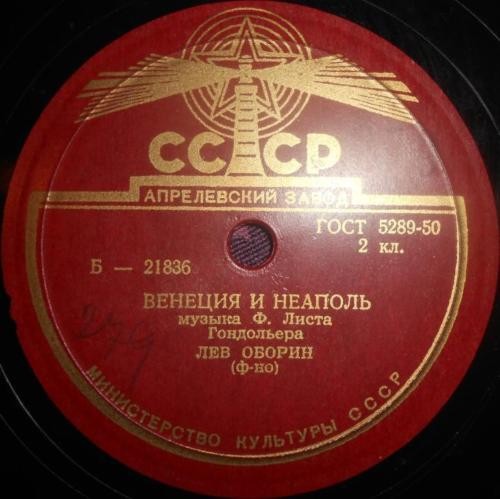 СССР
АПРЕЛЕВСКИЙ ЗАВОД
ГОСТ 5289-50
2 кл.
Б — 21836
ВЕНЕЦИЯ И НЕАПОЛЬ
музыка Ф. Листа
Гондольера
ЛЕВ ОБОРИН
(ф-но)
МИНИСТЕРСТВО КУЛЬТУРЫ СССР